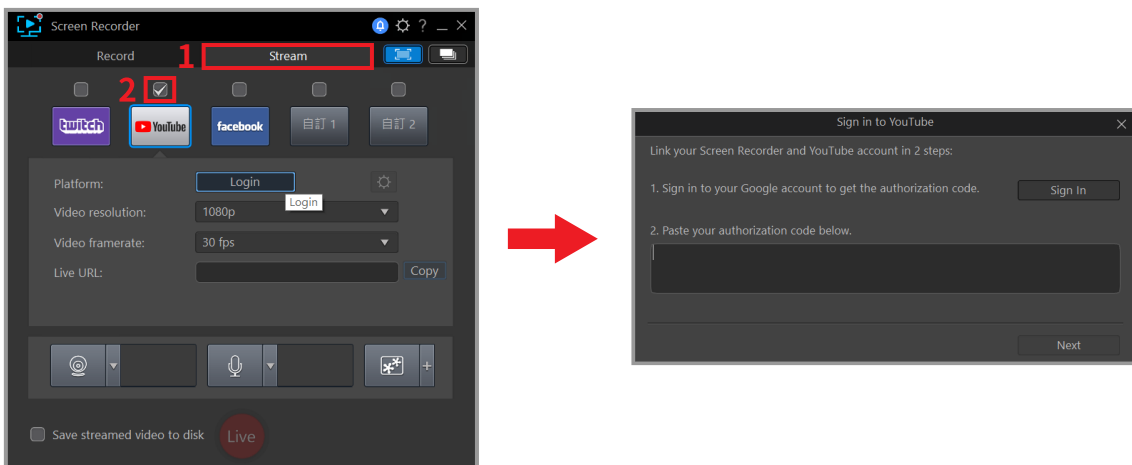 Screen Recorder
?
Record
1
Stream
2
twitch
YouTube
facebook
自訂 1
自訂 2
Platform:
Login
Login
Video resolution:
1080p
Video framerate:
30 fps
Live URL:
Copy
Save streamed video to disk
Live
Sign in to YouTube
Link your Screen Recorder and YouTube account in 2 steps:
1. Sign in to your Google account to get the authorization code.
Sign In
2. Paste your authorization code below.
Next